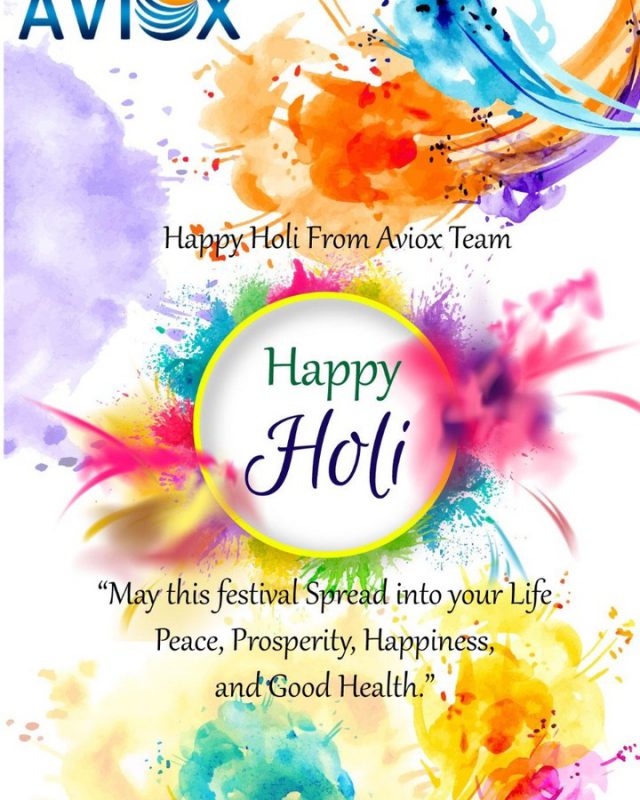 AVIOX
Happy Holi From Aviox Team
Happy
Holi
“May this festival Spread into your Life
Peace, Prosperity, Happiness,
and Good Health.”